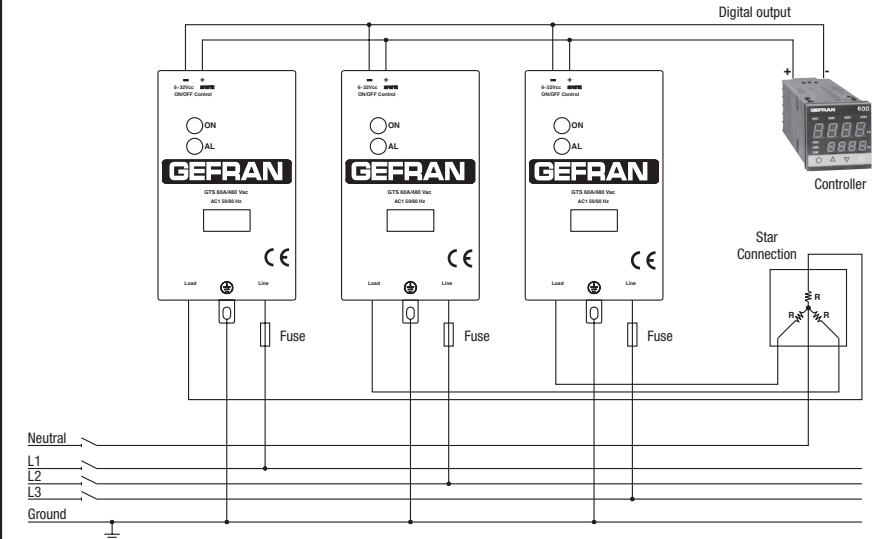 Digital output
- +
6-32Vcc
ON/OFF Control
ON
AL
GEFRAN
GTS 60A/480 Vac
AC1 50/60 Hz
CE
Load
Line
Fuse
- +
6-32Vcc
ON/OFF Control
ON
AL
GEFRAN
GTS 60A/480 Vac
AC1 50/60 Hz
CE
Load
Line
Fuse
- +
6-32Vcc
ON/OFF Control
ON
AL
GEFRAN
GTS 60A/480 Vac
AC1 50/60 Hz
CE
Load
Line
Fuse
+ -
GEFRAN 600
8888
8888
Controller
Star
Connection
R
R R
Neutral
L1
L2
L3
Ground